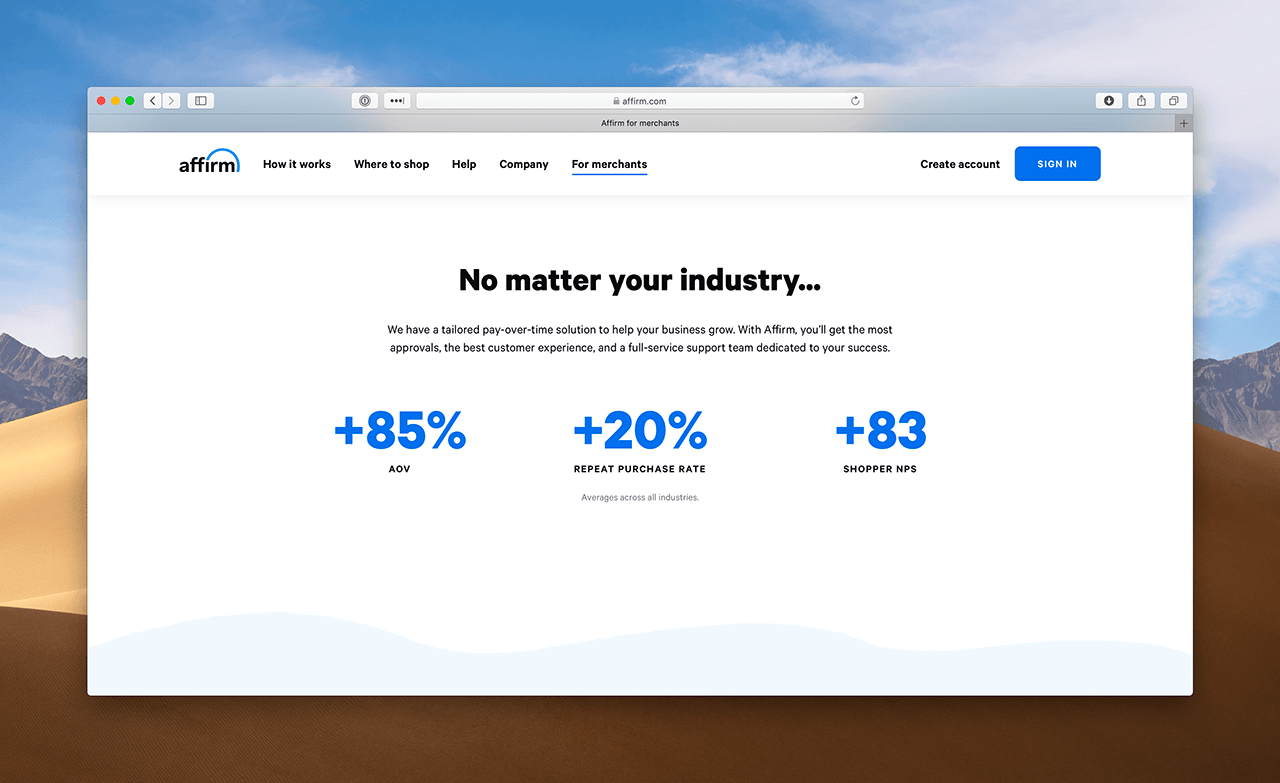 affirm.com
Affirm for merchants
affirm
How it works
Where to shop
Help
Company
For merchants
Create account
SIGN IN
No matter your industry...
We have a tailored pay-over-time solution to help your business grow. With Affirm, you'll get the most
approvals, the best customer experience, and a full-service support team dedicated to your success.
+85%
AOV
+20%
REPEAT PURCHASE RATE
+83
SHOPPER NPS
Averages across all industries.